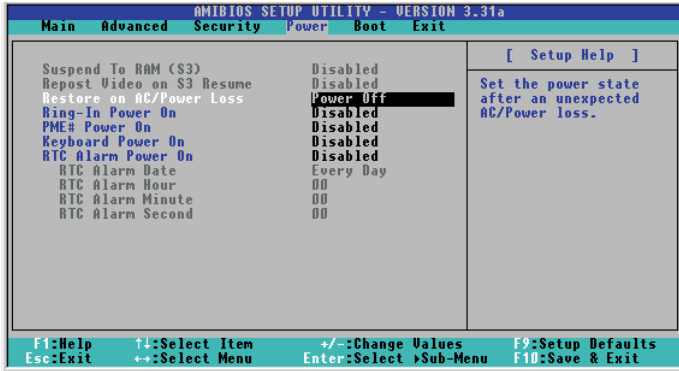 AMIBIOS SETUP UTILITY - VERSION 3.31a
Main Advanced Security Power Boot Exit
[ Setup Help ]
Suspend To RAM (S3) Disabled
Repost Video on S3 Resume Disabled
Restore on AC/Power Loss Power Off
Ring-In Power On Disabled
PME# Power On Disabled
Keyboard Power On Disabled
RTC Alarm Power On Disabled
RTC Alarm Date Every Day
RTC Alarm Hour 00
RTC Alarm Minute 00
RTC Alarm Second 00
Set the power state
after an unexpected
AC/Power loss.
F1:Help ↑↓:Select Item +/-:Change Values F9:Setup Defaults
Esc:Exit ←→:Select Menu Enter:Select ▸Sub-Menu F10:Save & Exit